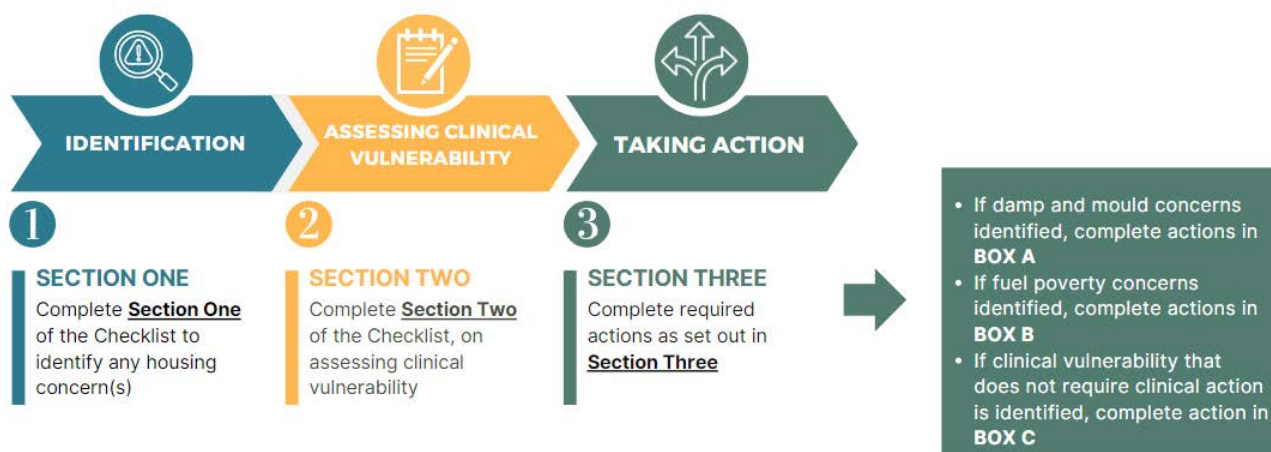 IDENTIFICATION
ASSESSING CLINICAL
VULNERABILITY
TAKING ACTION
1
SECTION ONE
Complete Section One
of the Checklist to
identify any housing
concern(s)
2
SECTION TWO
Complete Section Two
of the Checklist, on
assessing clinical
vulnerability
3
SECTION THREE
Complete required
actions as set out in
Section Three
• If damp and mould concerns
identified, complete actions in
BOX A
• If fuel poverty concerns
identified, complete actions in
BOX B
• If clinical vulnerability that
does not require clinical action
is identified, complete action in
BOX C